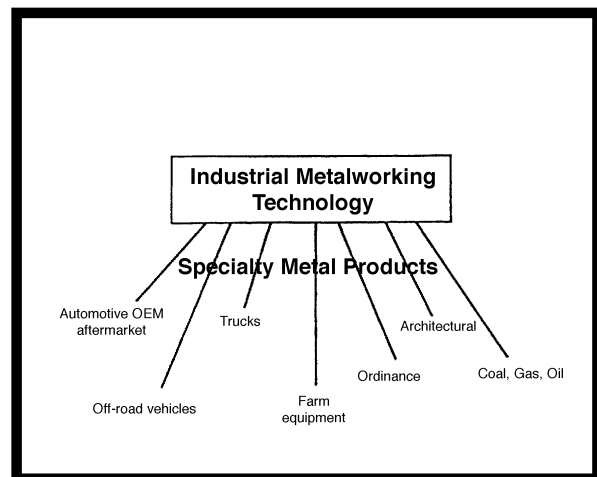 Industrial Metalworking
Technology
Specialty Metal Products
Automotive OEM
aftermarket
Trucks
Architectural
Coal, Gas, Oil
Ordinance
Off-road vehicles
Farm
equipment